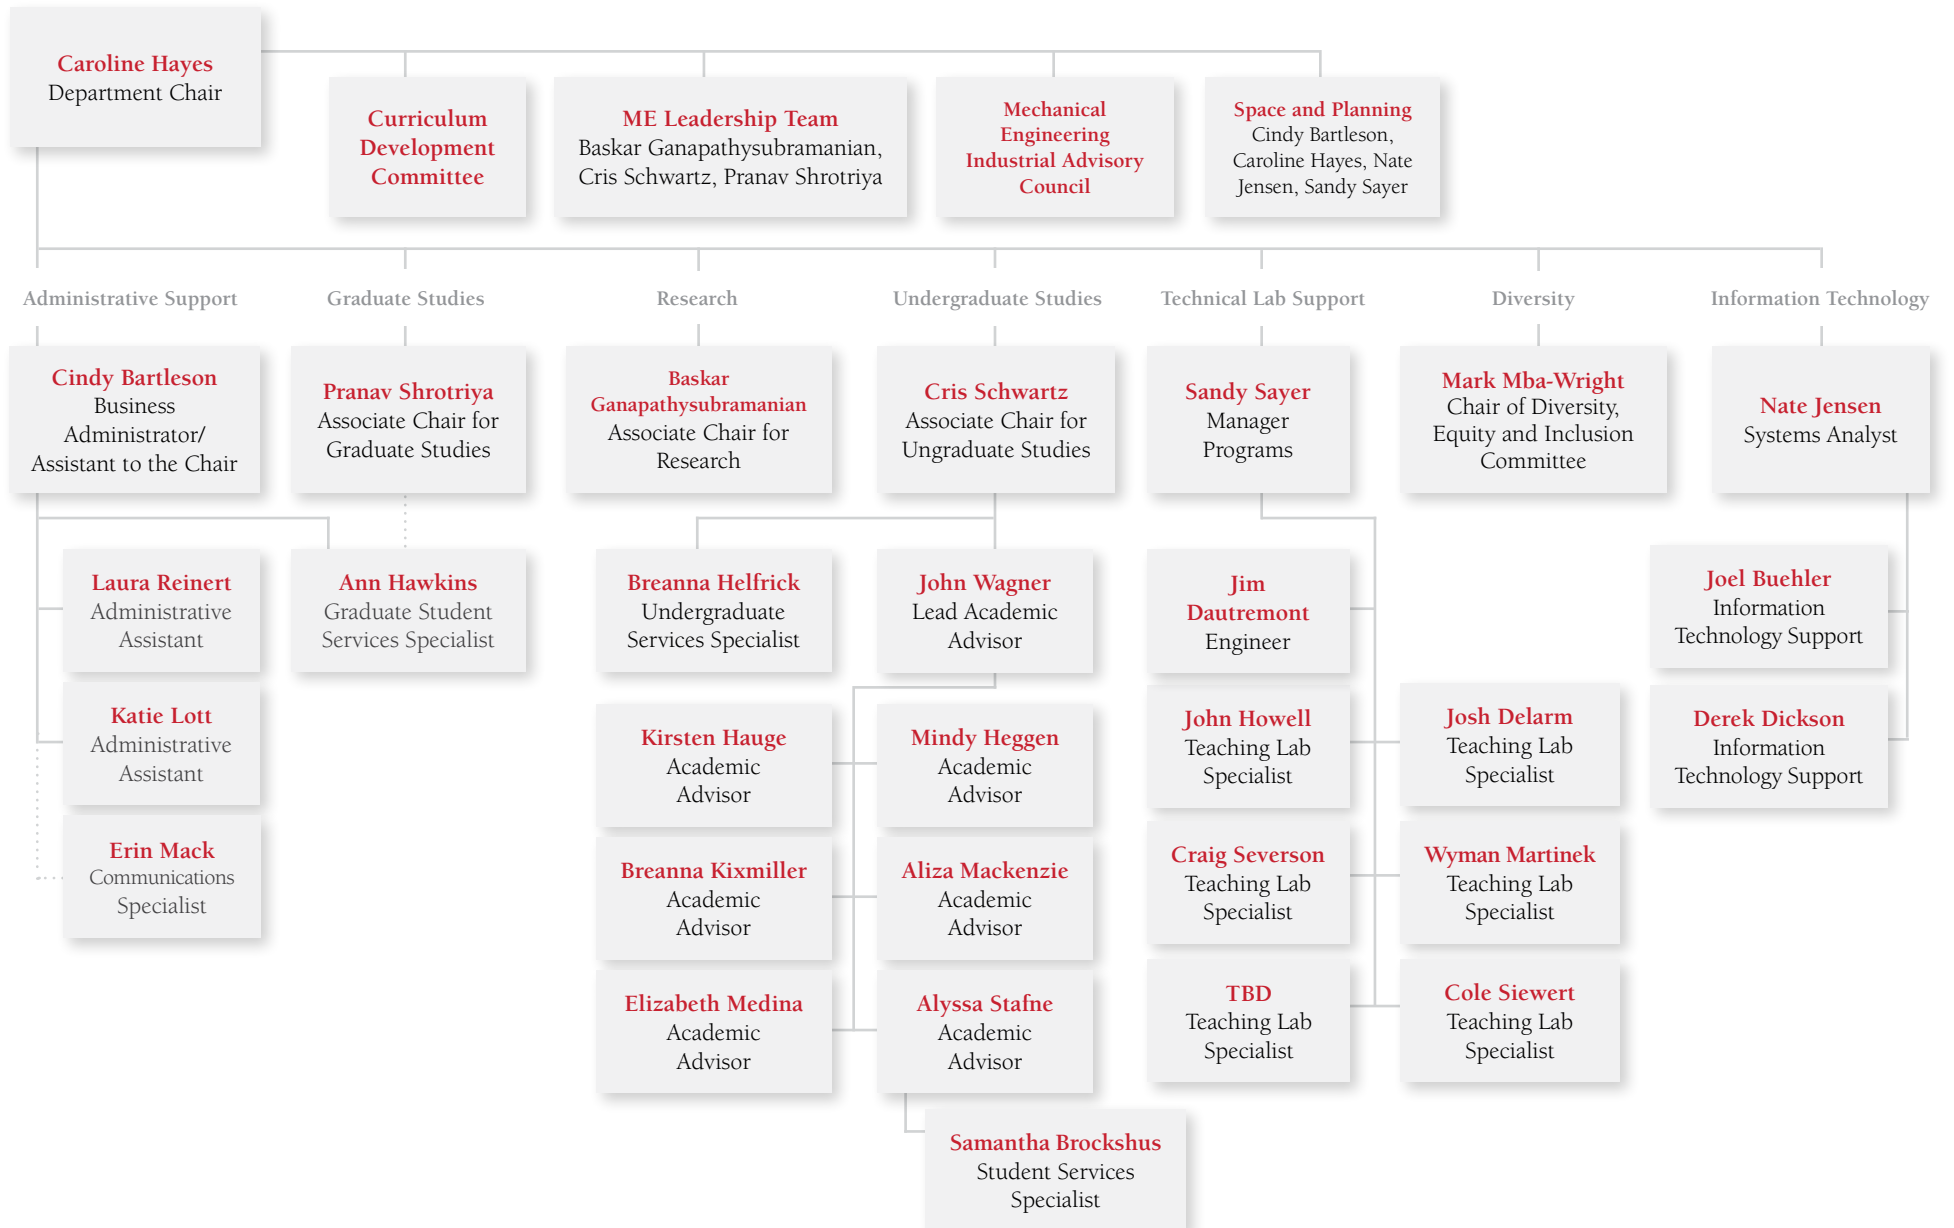 Caroline Hayes
Department Chair
Curriculum
Development
Committee
ME Leadership Team
Baskar Ganapathysubramanian,
Cris Schwartz, Pranav Shrotriya
Mechanical
Engineering
Industrial Advisory
Council
Space and Planning
Cindy Bartleson,
Caroline Hayes, Nate
Jensen, Sandy Sayer
Administrative Support
Graduate Studies
Research
Undergraduate Studies
Technical Lab Support
Diversity
Information Technology
Cindy Bartleson
Business
Administrator/
Assistant to the Chair
Pranav Shrotriya
Associate Chair for
Graduate Studies
Baskar
Ganapathysubramanian
Associate Chair for
Research
Cris Schwartz
Associate Chair for
Ungraduate Studies
Sandy Sayer
Manager
Programs
Mark Mba-Wright
Chair of Diversity,
Equity and Inclusion
Committee
Nate Jensen
Systems Analyst
Laura Reinert
Administrative
Assistant
Ann Hawkins
Graduate Student
Services Specialist
Breanna Helfrick
Undergraduate
Services Specialist
John Wagner
Lead Academic
Advisor
Jim
Dautremont
Engineer
Joel Buehler
Information
Technology Support
Katie Lott
Administrative
Assistant
Kirsten Hauge
Academic
Advisor
Mindy Heggen
Academic
Advisor
John Howell
Teaching Lab
Specialist
Josh Delarm
Teaching Lab
Specialist
Derek Dickson
Information
Technology Support
Erin Mack
Communications
Specialist
Breanna Kixmiller
Academic
Advisor
Aliza Mackenzie
Academic
Advisor
Craig Severson
Teaching Lab
Specialist
Wyman Martinek
Teaching Lab
Specialist
Elizabeth Medina
Academic
Advisor
Alyssa Stafne
Academic
Advisor
TBD
Teaching Lab
Specialist
Cole Siewert
Teaching Lab
Specialist
Samantha Brockshus
Student Services
Specialist